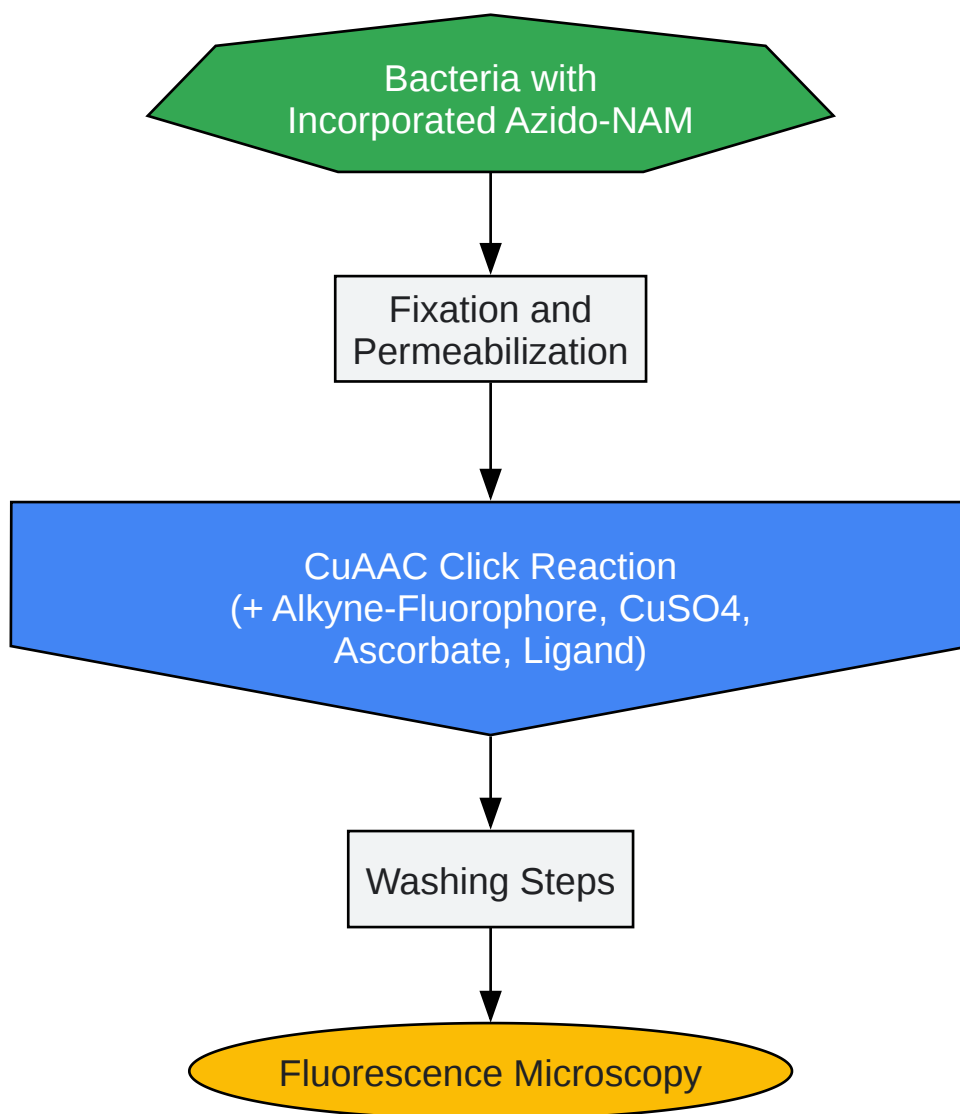 Bacteria with
Incorporated Azido-NAM
Fixation and
Permeabilization
CuAAC Click Reaction
(+ Alkyne-Fluorophore, CuSO4,
Ascorbate, Ligand)
Washing Steps
Fluorescence Microscopy